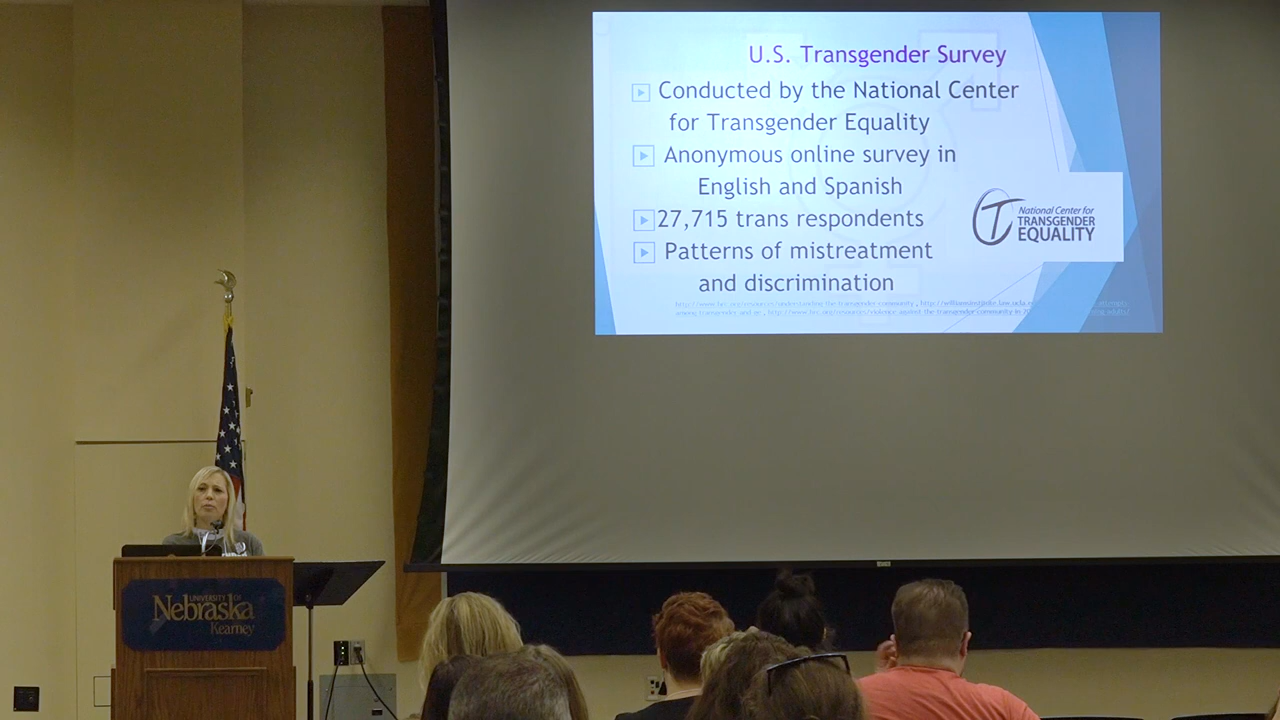 U.S. Transgender Survey
Conducted by the National Center
for Transgender Equality
Anonymous online survey in
English and Spanish
27,715 trans respondents
Patterns of mistreatment
and discrimination
National Center for
TRANSGENDER
EQUALITY
UNIVERSITY OF
Nebraska
Kearney